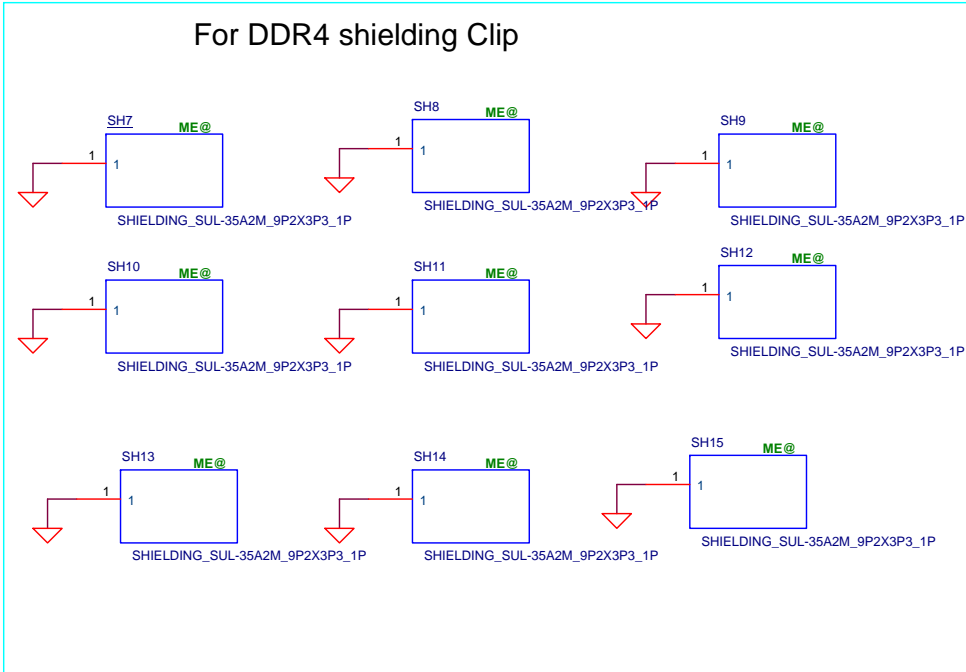 For DDR4 shielding Clip
SH7 ME@
1 1
SHIELDING_SUL-35A2M_9P2X3P3_1P
SH8 ME@
1 1
SHIELDING_SUL-35A2M_9P2X3P3_1P
SH9 ME@
1 1
SHIELDING_SUL-35A2M_9P2X3P3_1P
SH10 ME@
1 1
SHIELDING_SUL-35A2M_9P2X3P3_1P
SH11 ME@
1 1
SHIELDING_SUL-35A2M_9P2X3P3_1P
SH12 ME@
1 1
SHIELDING_SUL-35A2M_9P2X3P3_1P
SH13 ME@
1 1
SHIELDING_SUL-35A2M_9P2X3P3_1P
SH14 ME@
1 1
SHIELDING_SUL-35A2M_9P2X3P3_1P
SH15 ME@
1 1
SHIELDING_SUL-35A2M_9P2X3P3_1P